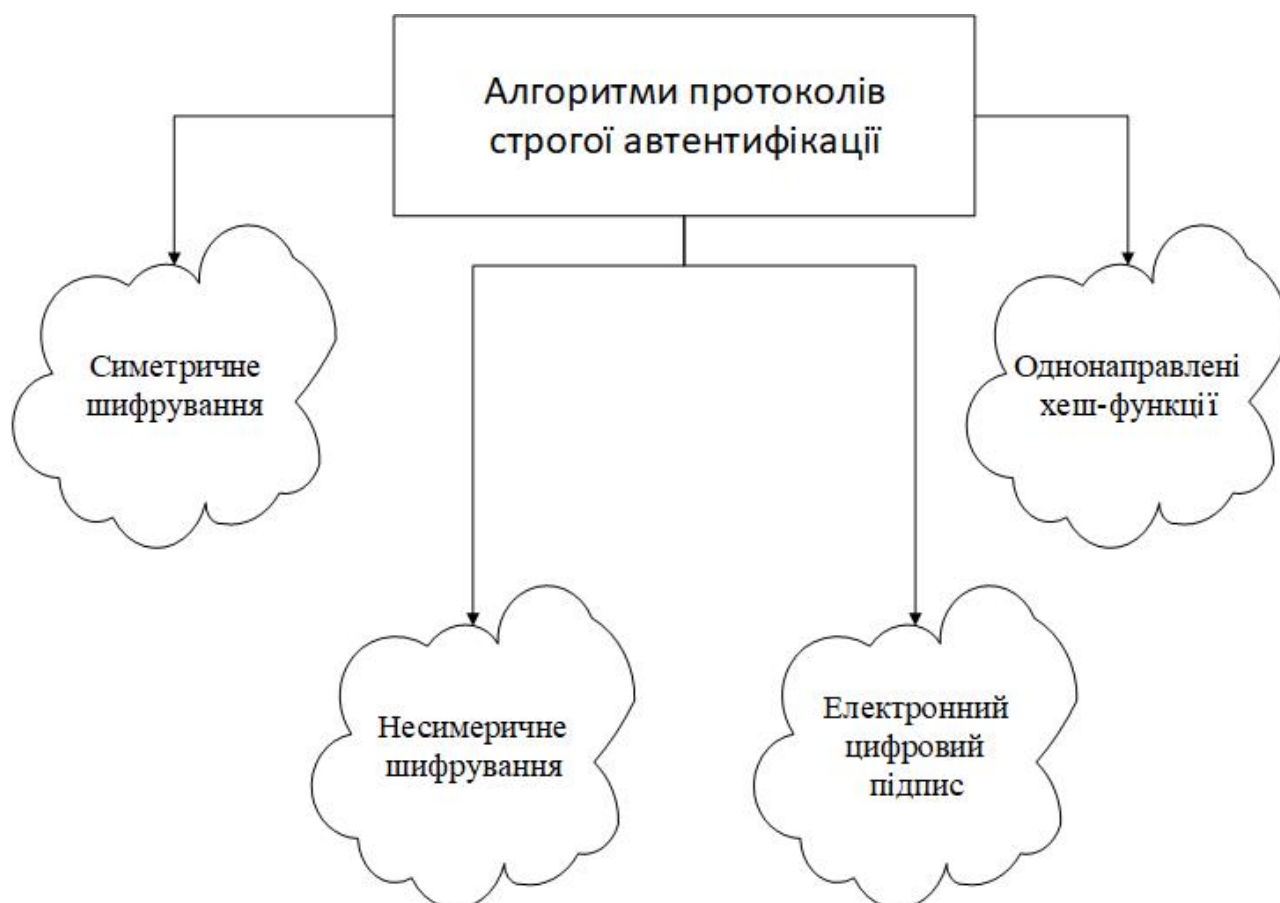 Алгоритми протоколів
строгої автентифікації
Симетричне
шифрування
Однонаправлені
хеш-функції
Несимеричне
шифрування
Електронний
цифровий
підпис